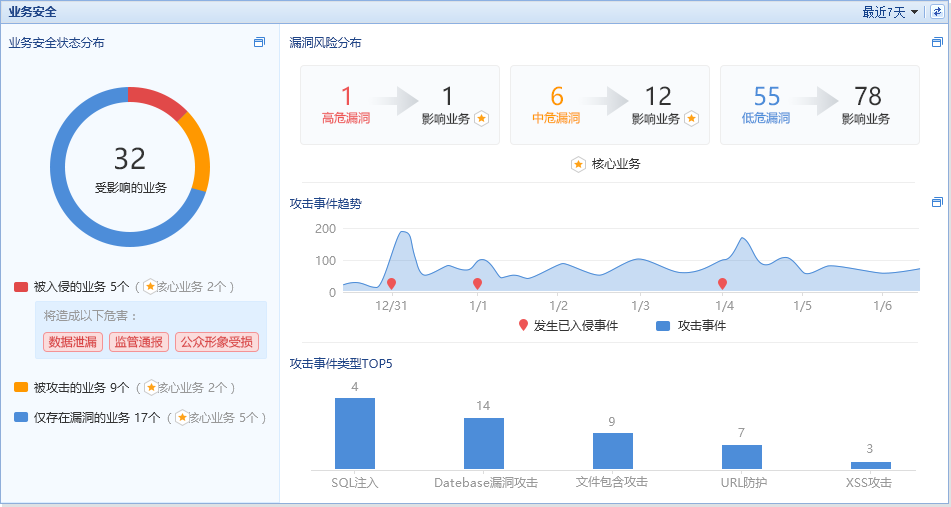 业务安全
最近7天
业务安全状态分布
32
受影响的业务
被入侵的业务 5个 ( 核心业务 2个 )
将造成以下危害：
数据泄漏 监管通报 公众形象受损
被攻击的业务 9个 ( 核心业务 2个 )
仅存在漏洞的业务 17个 ( 核心业务 5个 )
漏洞风险分布
1 1
高危漏洞 影响业务
6 12
中危漏洞 影响业务
55 78
低危漏洞 影响业务
核心业务
攻击事件趋势
200
100
0
12/31 1/1 1/2 1/3 1/4 1/5 1/6
发生已入侵事件 攻击事件
攻击事件类型TOP5
4 14 9 7 3
SQL注入 Datebase漏洞攻击 文件包含攻击 URL防护 XSS攻击